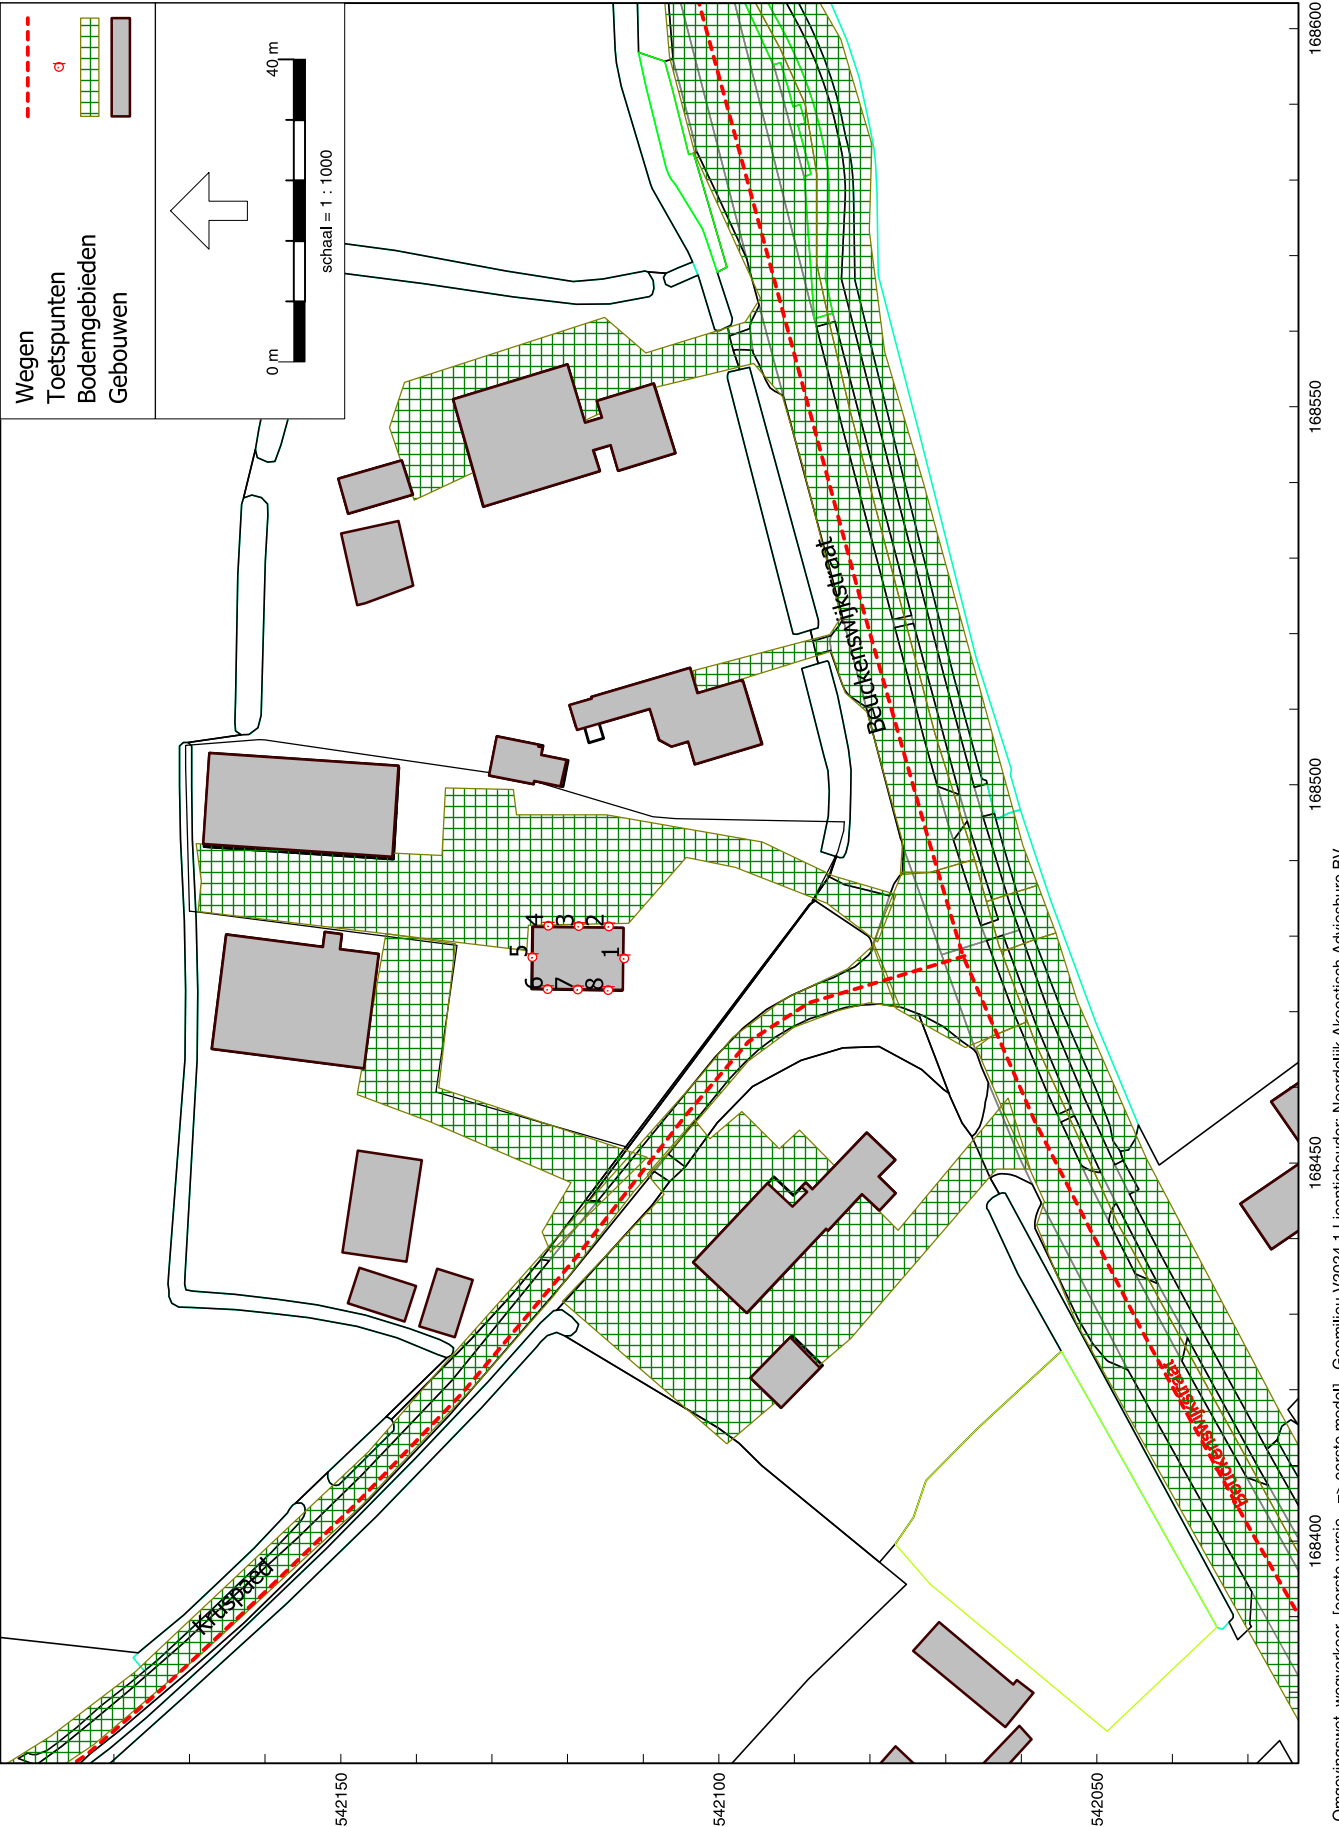 Wegen
Toetspunten
Bodemgebieden
Gebouwen
0 m
40 m
schaal = 1 : 1000
Kruspaed
Beuckenswijkstraat
Beuckenswijkstraat
5
4
3
2
1
6
7
8
542150
542100
542050
168400
168450
168500
168550
168600